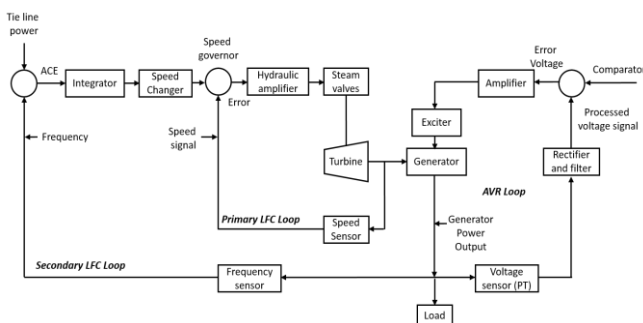 Tie line
power
ACE
Integrator
Speed
Changer
Speed
governor
Error
Hydraulic
amplifier
Steam
valves
Amplifier
Error
Voltage
Comparator
Exciter
Processed
voltage signal
Frequency
Speed
signal
Turbine
Generator
Rectifier
and filter
AVR Loop
Primary LFC Loop
Speed
Sensor
Generator
Power
Output
Secondary LFC Loop
Frequency
sensor
Voltage
sensor (PT)
Load